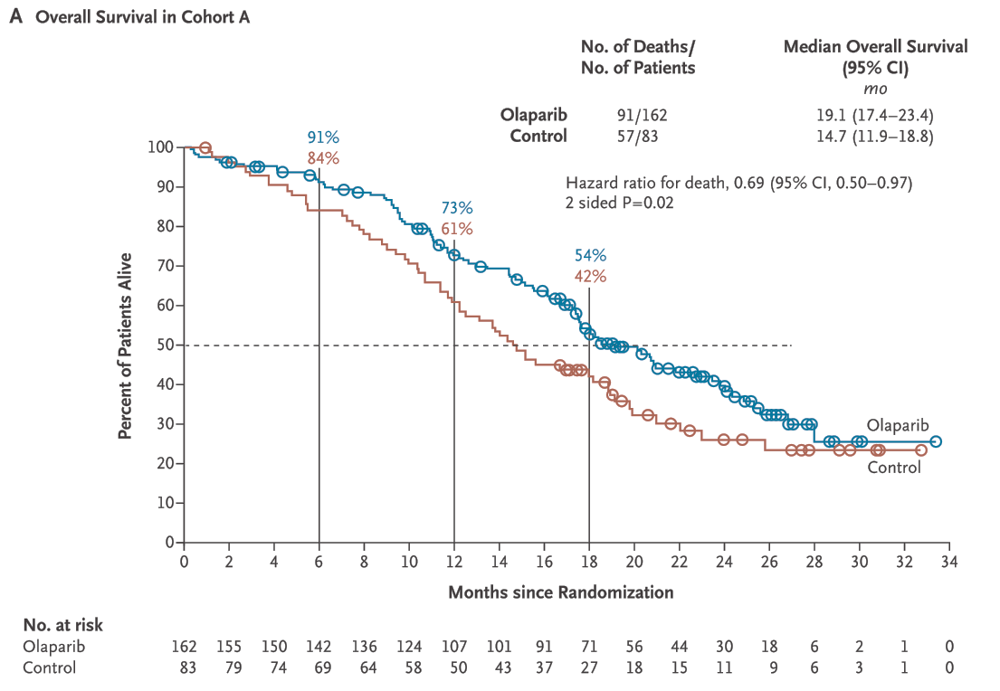 A Overall Survival in Cohort A
No. of Deaths/
No. of Patients
Median Overall Survival
(95% CI)
mo
Olaparib 91/162 19.1 (17.4–23.4)
Control 57/83 14.7 (11.9–18.8)
Hazard ratio for death, 0.69 (95% CI, 0.50–0.97)
2 sided P=0.02
91%
84%
73%
61%
54%
42%
Percent of Patients Alive
100
90
80
70
60
50
40
30
20
10
0
Olaparib
Control
0 2 4 6 8 10 12 14 16 18 20 22 24 26 28 30 32 34
Months since Randomization
No. at risk
Olaparib 162 155 150 142 136 124 107 101 91 71 56 44 30 18 6 2 1 0
Control 83 79 74 69 64 58 50 43 37 27 18 15 11 9 6 3 1 0